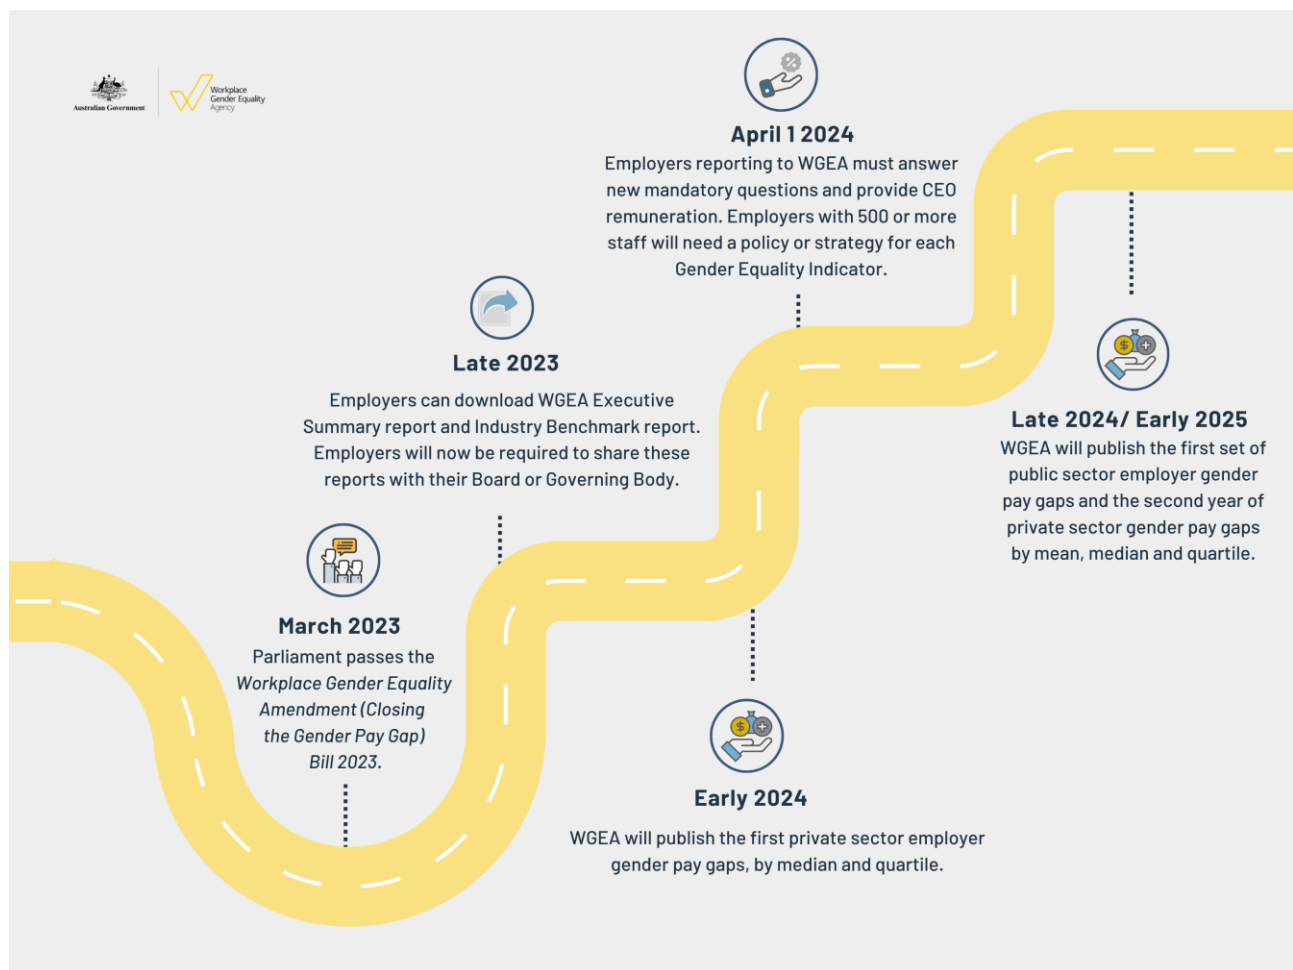 Australian Government
Workplace
Gender Equality
Agency
April 1 2024
Employers reporting to WGEA must answer
new mandatory questions and provide CEO
remuneration. Employers with 500 or more
staff will need a policy or strategy for each
Gender Equality Indicator.
Late 2023
Employers can download WGEA Executive
Summary report and Industry Benchmark report.
Employers will now be required to share these
reports with their Board or Governing Body.
Late 2024/ Early 2025
WGEA will publish the first set of
public sector employer gender
pay gaps and the second year of
private sector gender pay gaps
by mean, median and quartile.
March 2023
Parliament passes the
Workplace Gender Equality
Amendment (Closing
the Gender Pay Gap)
Bill 2023.
Early 2024
WGEA will publish the first private sector employer
gender pay gaps, by median and quartile.